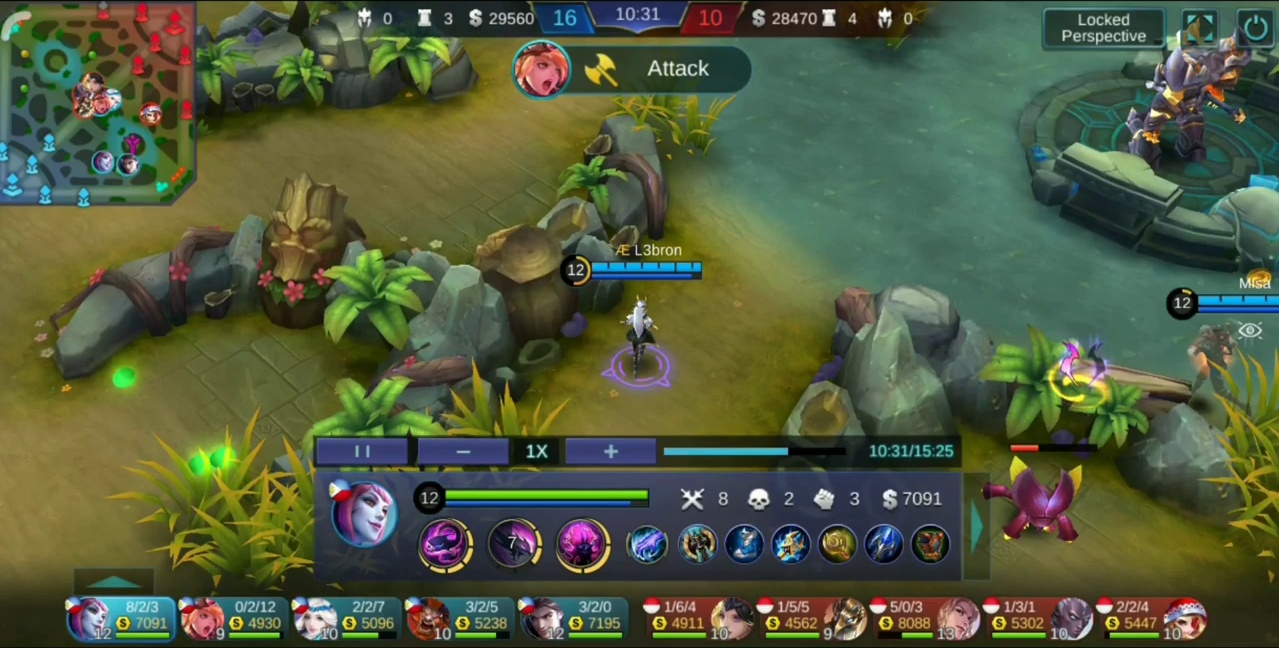 0 3 $ 29560 16 10:31 10 $ 28470 4 0
Locked
Perspective
Attack
Æ L3bron
12
Misa
12
1X
10:31/15:25
12
8 2 3 $ 7091
7
8/2/3 0/2/12 2/2/7 3/2/5 3/2/0 1/6/4 1/5/5 5/0/3 1/3/1 2/2/4
$ 7091 $ 4930 $ 5096 $ 5238 $ 7195 $ 4911 $ 4562 $ 8088 $ 5302 $ 5447
12 9 10 10 12 10 9 13 10 10